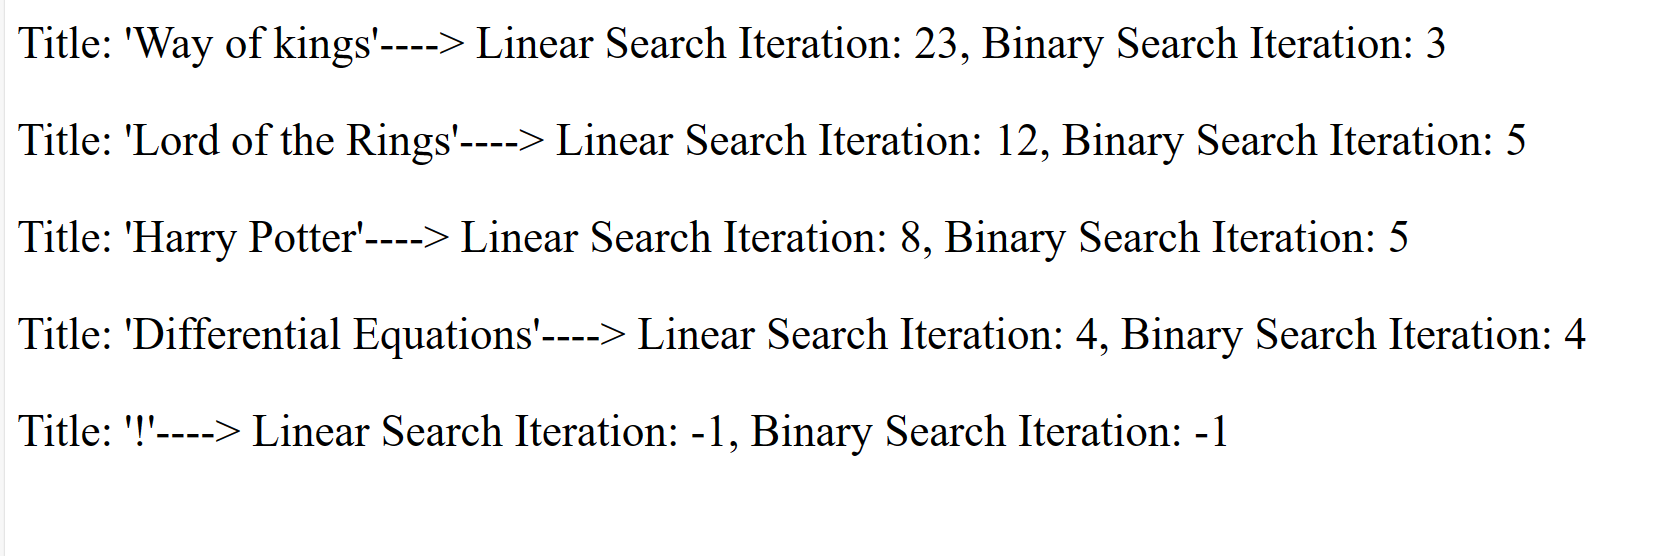 Title: 'Way of kings'----> Linear Search Iteration: 23, Binary Search Iteration: 3
Title: 'Lord of the Rings'----> Linear Search Iteration: 12, Binary Search Iteration: 5
Title: 'Harry Potter'----> Linear Search Iteration: 8, Binary Search Iteration: 5
Title: 'Differential Equations'----> Linear Search Iteration: 4, Binary Search Iteration: 4
Title: '!'----> Linear Search Iteration: -1, Binary Search Iteration: -1